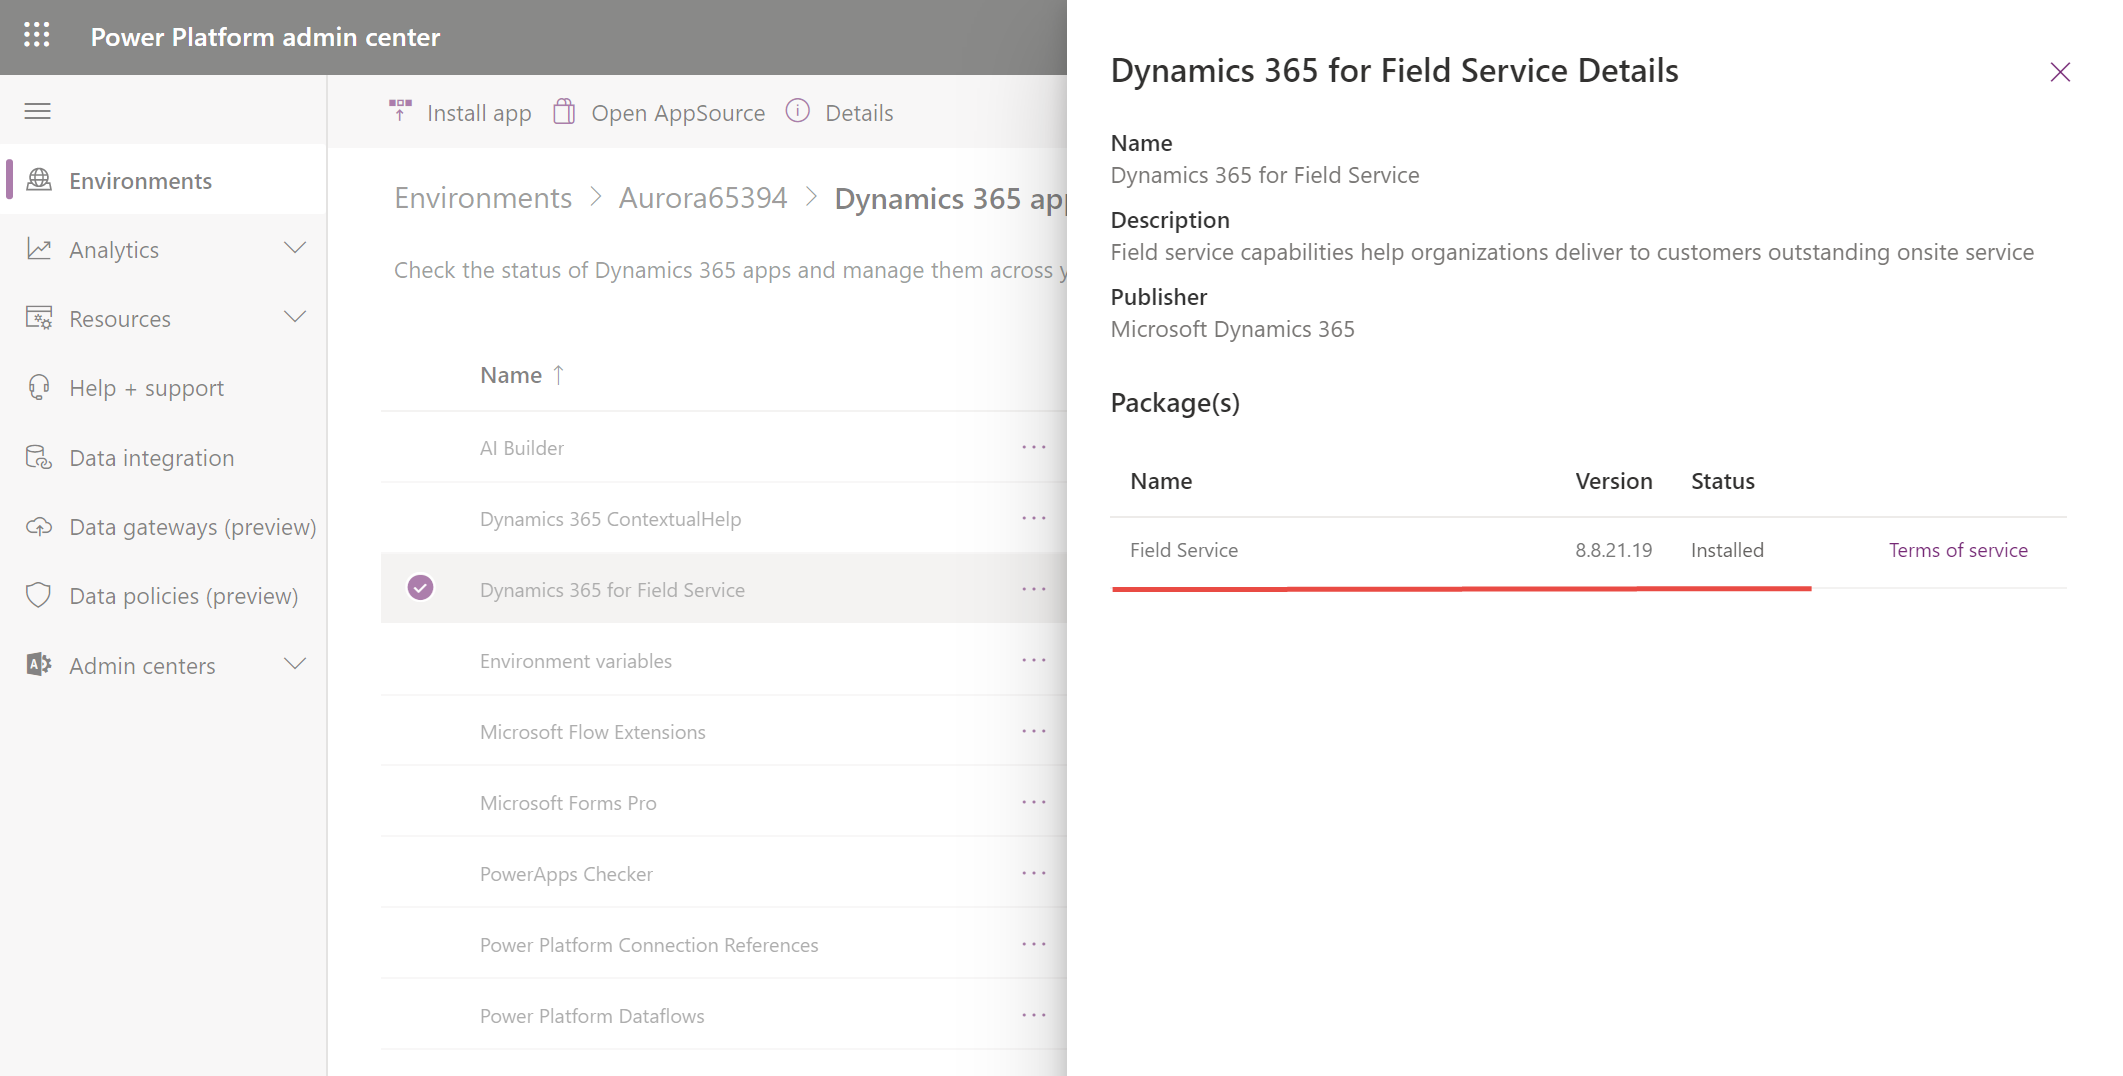 Power Platform admin center
Install app
Open AppSource
Details
Environments
Analytics
Resources
Help + support
Data integration
Data gateways (preview)
Data policies (preview)
Admin centers
Environments > Aurora65394 > Dynamics 365 app
Check the status of Dynamics 365 apps and manage them across
Name ↑
AI Builder
Dynamics 365 ContextualHelp
Dynamics 365 for Field Service
Environment variables
Microsoft Flow Extensions
Microsoft Forms Pro
PowerApps Checker
Power Platform Connection References
Power Platform Dataflows
Dynamics 365 for Field Service Details
Name
Dynamics 365 for Field Service
Description
Field service capabilities help organizations deliver to customers outstanding onsite service
Publisher
Microsoft Dynamics 365
Package(s)
Name Version Status
Field Service 8.8.21.19 Installed Terms of service